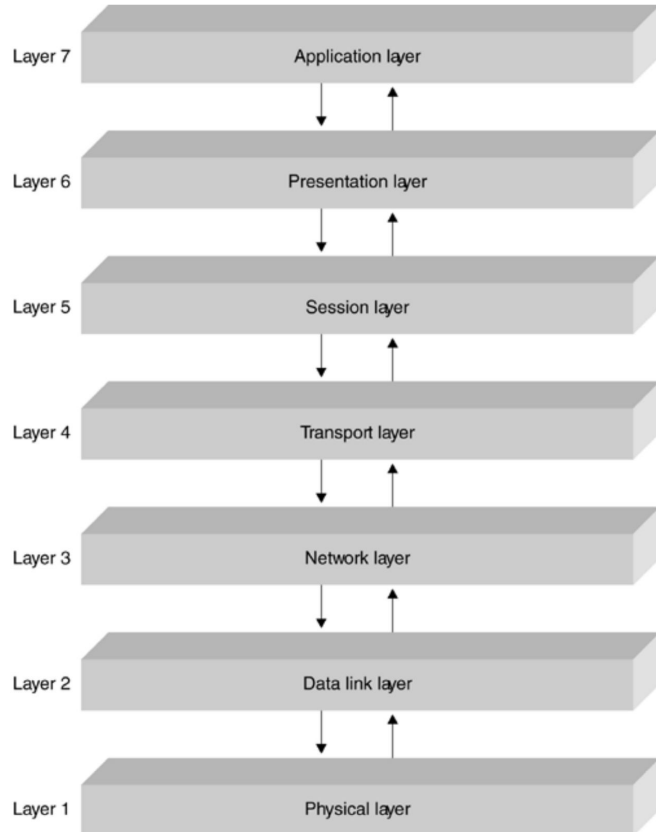 Layer 7 Application layer
Layer 6 Presentation layer
Layer 5 Session layer
Layer 4 Transport layer
Layer 3 Network layer
Layer 2 Data link layer
Layer 1 Physical layer